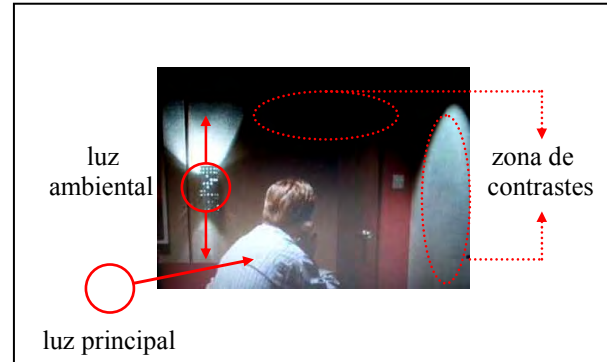 luz
ambiental
zona de
contrastes
luz principal